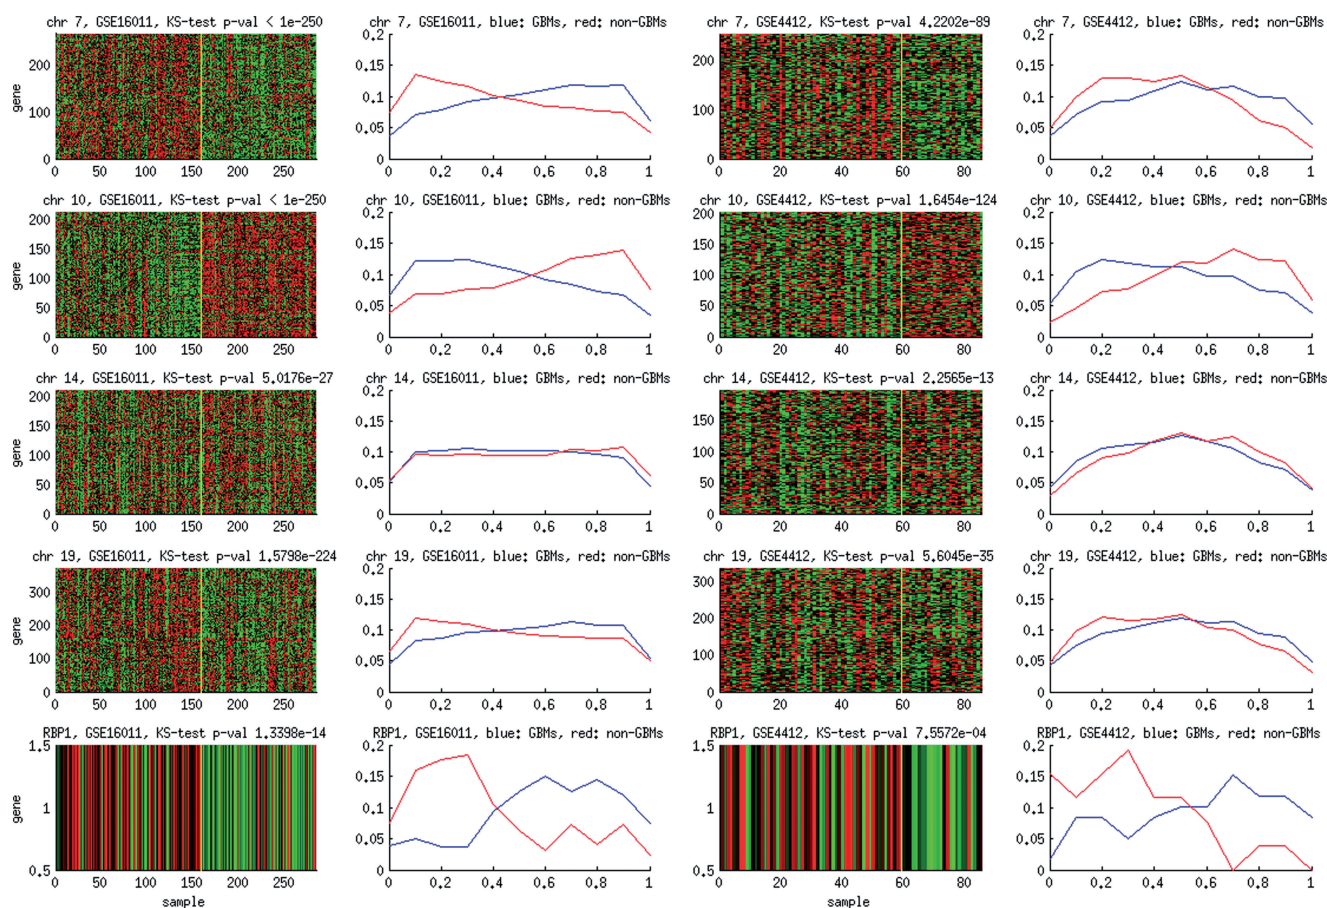 chr 7, GSE16011, KS-test p-val < 1e-250
chr 7, GSE16011, blue: GBMs, red: non-GBMs
chr 7, GSE4412, KS-test p-val 4.2202e-89
chr 7, GSE4412, blue: GBMs, red: non-GBMs
gene
200
100
0
0 50 100 150 200 250
0.2
0.15
0.1
0.05
0
0 0.2 0.4 0.6 0.8 1
200
100
0
0 20 40 60 80
0.2
0.15
0.1
0.05
0
0 0.2 0.4 0.6 0.8 1
chr 10, GSE16011, KS-test p-val < 1e-250
chr 10, GSE16011, blue: GBMs, red: non-GBMs
chr 10, GSE4412, KS-test p-val 1.6454e-124
chr 10, GSE4412, blue: GBMs, red: non-GBMs
gene
200
150
100
50
0
0 50 100 150 200 250
0.2
0.15
0.1
0.05
0
0 0.2 0.4 0.6 0.8 1
200
150
100
50
0
0 20 40 60 80
0.2
0.15
0.1
0.05
0
0 0.2 0.4 0.6 0.8 1
chr 14, GSE16011, KS-test p-val 5.0176e-27
chr 14, GSE16011, blue: GBMs, red: non-GBMs
chr 14, GSE4412, KS-test p-val 2.2565e-13
chr 14, GSE4412, blue: GBMs, red: non-GBMs
gene
200
150
100
50
0
0 50 100 150 200 250
0.2
0.15
0.1
0.05
0
0 0.2 0.4 0.6 0.8 1
150
100
50
0
0 20 40 60 80
0.2
0.15
0.1
0.05
0
0 0.2 0.4 0.6 0.8 1
chr 19, GSE16011, KS-test p-val 1.5798e-224
chr 19, GSE16011, blue: GBMs, red: non-GBMs
chr 19, GSE4412, KS-test p-val 5.6045e-35
chr 19, GSE4412, blue: GBMs, red: non-GBMs
gene
300
200
100
0
0 50 100 150 200 250
0.2
0.15
0.1
0.05
0
0 0.2 0.4 0.6 0.8 1
300
200
100
0
0 20 40 60 80
0.2
0.15
0.1
0.05
0
0 0.2 0.4 0.6 0.8 1
RBP1, GSE16011, KS-test p-val 1.3398e-14
RBP1, GSE16011, blue: GBMs, red: non-GBMs
RBP1, GSE4412, KS-test p-val 7.5572e-04
RBP1, GSE4412, blue: GBMs, red: non-GBMs
gene
1.5
1
0.5
0 50 100 150 200 250
sample
0.2
0.15
0.1
0.05
0
0 0.2 0.4 0.6 0.8 1
1.5
1
0.5
0 20 40 60 80
sample
0.2
0.15
0.1
0.05
0
0 0.2 0.4 0.6 0.8 1